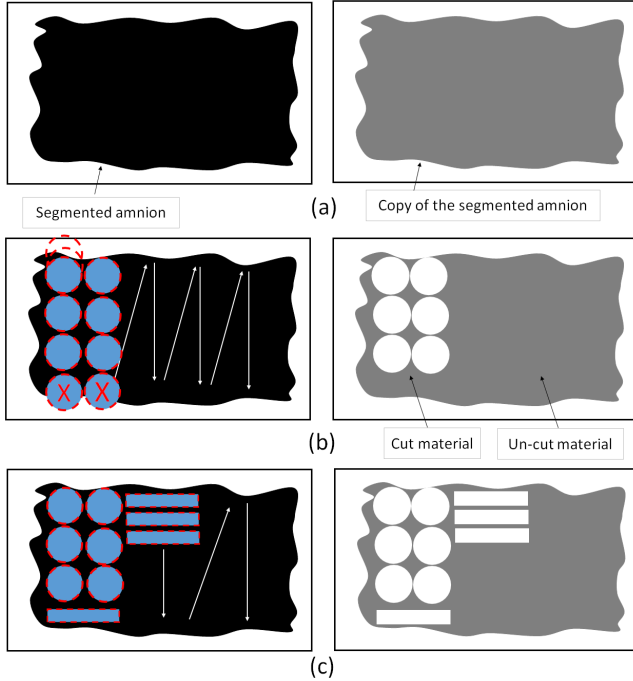 Segmented amnion
Copy of the segmented amnion
(a)
X X
Cut material
Un-cut material
(b)
(c)